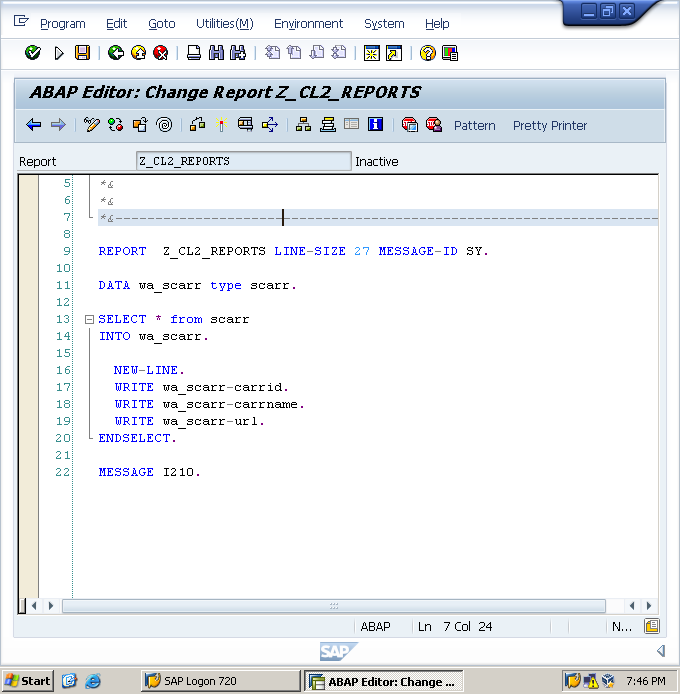 Program Edit Goto Utilities(M) Environment System Help
ABAP Editor: Change Report Z_CL2_REPORTS
Pattern Pretty Printer
Report Z_CL2_REPORTS Inactive
5 *&
6 *&
7 *&---------------------------------------------------------------------
8
9 REPORT  Z_CL2_REPORTS LINE-SIZE 27 MESSAGE-ID SY.
10
11 DATA wa_scarr type scarr.
12
13 SELECT * from scarr
14 INTO wa_scarr.
15
16   NEW-LINE.
17   WRITE wa_scarr-carrid.
18   WRITE wa_scarr-carrname.
19   WRITE wa_scarr-url.
20 ENDSELECT.
21
22 MESSAGE I210.
ABAP Ln 7 Col 24 N...
SAP
Start SAP Logon 720 ABAP Editor: Change ... 7:46 PM